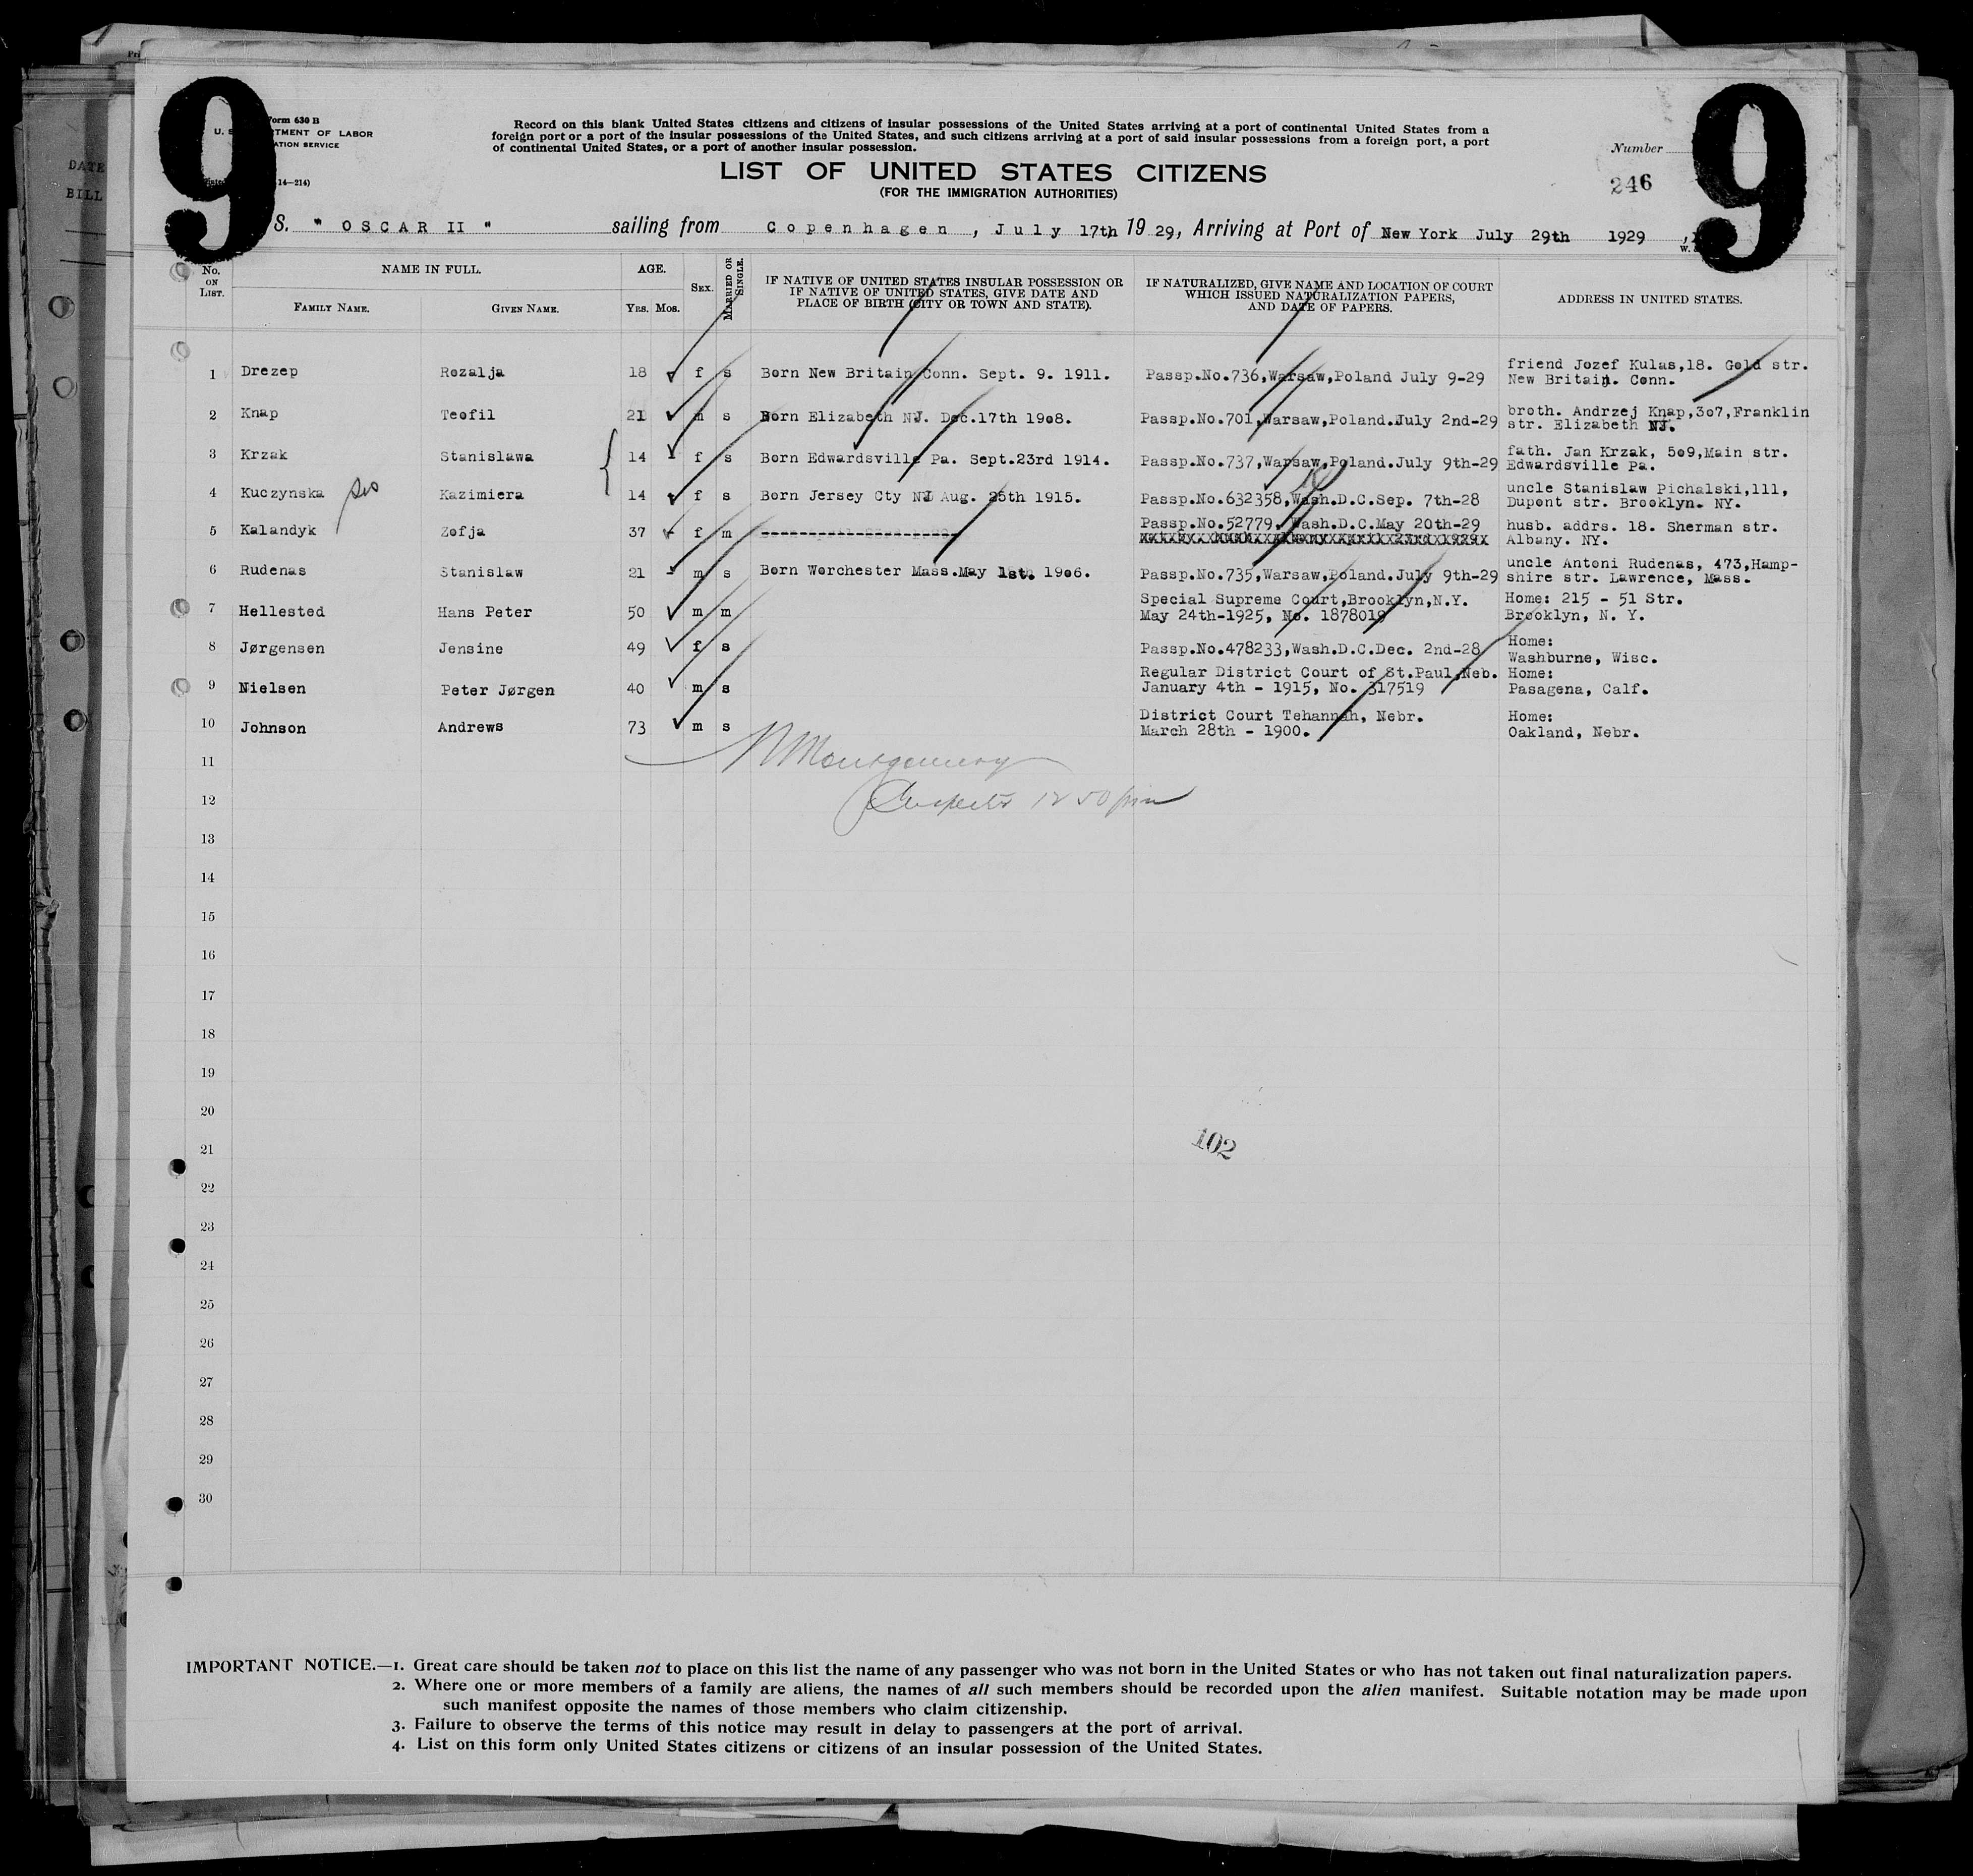 9
9
Form 630 B
U. S. DEPARTMENT OF LABOR
14—214)
Record on this blank United States citizens and citizens of insular possessions of the United States arriving at a port of continental United States from a
foreign port or a port of the insular possessions of the United States, and such citizens arriving at a port of said insular possessions from a foreign port, a port
of continental United States, or a port of another insular possession.
Number
LIST OF UNITED STATES CITIZENS
(FOR THE IMMIGRATION AUTHORITIES)
246
S. " OSCAR II " sailing from Copenhagen, July 17th 1929, Arriving at Port of New York July 29th 1929,
No. ON LIST.
NAME IN FULL.
FAMILY NAME. GIVEN NAME.
AGE.
YRS. MOS.
SEX.
MARRIED OR SINGLE.
IF NATIVE OF UNITED STATES INSULAR POSSESSION OR
IF NATIVE OF UNITED STATES, GIVE DATE AND
PLACE OF BIRTH (CITY OR TOWN AND STATE).
IF NATURALIZED, GIVE NAME AND LOCATION OF COURT
WHICH ISSUED NATURALIZATION PAPERS,
AND DATE OF PAPERS.
ADDRESS IN UNITED STATES.
1 Drezep Rozalja 18 f s Born New Britain Conn. Sept. 9. 1911. Passp.No.736,Warsaw,Poland July 9-29 friend Jozef Kulas,18. Gold str.
New Britain. Conn.
2 Knap Teofil 21 m s Born Elizabeth NJ. Dec.17th 1908. Passp.No.701,Warsaw,Poland.July 2nd-29 broth. Andrzej Knap,307,Franklin
str. Elizabeth NJ.
3 Krzak Stanislawa 14 f s Born Edwardsville Pa. Sept.23rd 1914. Passp.No.737,Warsaw,Poland.July 9th-29 fath. Jan Krzak, 509,Main str.
Edwardsville Pa.
4 Kuczynska Kazimiera 14 f s Born Jersey Cty NJ Aug. 25th 1915. Passp.No.632358,Wash.D.C.Sep. 7th-28 uncle Stanislaw Pichalski,111,
Dupont str. Brooklyn. NY.
5 Kalandyk Zofja 37 f m Passp.No.52779, Wash.D.C.May 20th-29 husb. addrs. 18. Sherman str.
Albany. NY.
6 Rudenas Stanislaw 21 m s Born Worchester Mass.May 1st. 1906. Passp.No.735,Warsaw,Poland.July 9th-29 uncle Antoni Rudenas, 473,Hamp-
shire str. Lawrence, Mass.
7 Hellested Hans Peter 50 m m Special Supreme Court,Brooklyn,N.Y. Home: 215 - 51 Str.
May 24th-1925, No. 1878019 Brooklyn, N. Y.
8 Jørgensen Jensine 49 f s Passp.No.478233,Wash.D.C.Dec. 2nd-28 Home:
Washburne, Wisc.
9 Nielsen Peter Jørgen 40 m s Regular District Court of St.Paul,Neb. Home:
January 4th - 1915, No. 317519 Pasagena, Calf.
10 Johnson Andrews 73 m s District Court Tehannah, Nebr. Home:
March 28th - 1900. Oakland, Nebr.
11
Montgomery
12
12 50 pm
13
14
15
16
17
18
19
20
21
102
22
23
24
25
26
27
28
29
30
IMPORTANT NOTICE.—1. Great care should be taken not to place on this list the name of any passenger who was not born in the United States or who has not taken out final naturalization papers.
2. Where one or more members of a family are aliens, the names of all such members should be recorded upon the alien manifest. Suitable notation may be made upon
such manifest opposite the names of those members who claim citizenship.
3. Failure to observe the terms of this notice may result in delay to passengers at the port of arrival.
4. List on this form only United States citizens or citizens of an insular possession of the United States.
DATE
BILL